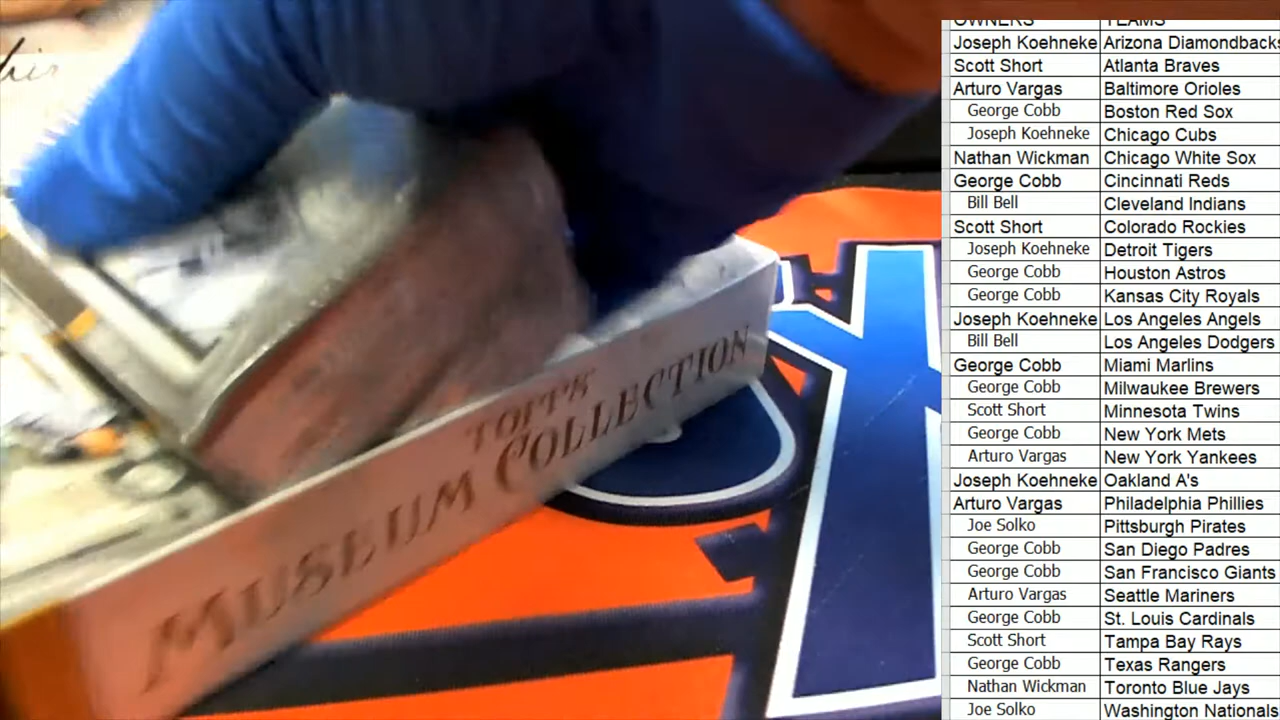 OWNERS TEAMS
Joseph Koehneke Arizona Diamondbacks
Scott Short Atlanta Braves
Arturo Vargas Baltimore Orioles
George Cobb Boston Red Sox
Joseph Koehneke Chicago Cubs
Nathan Wickman Chicago White Sox
George Cobb Cincinnati Reds
Bill Bell Cleveland Indians
Scott Short Colorado Rockies
Joseph Koehneke Detroit Tigers
George Cobb Houston Astros
George Cobb Kansas City Royals
Joseph Koehneke Los Angeles Angels
Bill Bell Los Angeles Dodgers
George Cobb Miami Marlins
George Cobb Milwaukee Brewers
Scott Short Minnesota Twins
George Cobb New York Mets
Arturo Vargas New York Yankees
Joseph Koehneke Oakland A's
Arturo Vargas Philadelphia Phillies
Joe Solko Pittsburgh Pirates
George Cobb San Diego Padres
George Cobb San Francisco Giants
Arturo Vargas Seattle Mariners
George Cobb St. Louis Cardinals
Scott Short Tampa Bay Rays
George Cobb Texas Rangers
Nathan Wickman Toronto Blue Jays
Joe Solko Washington Nationals
TOPPS
MUSEUM COLLECTION